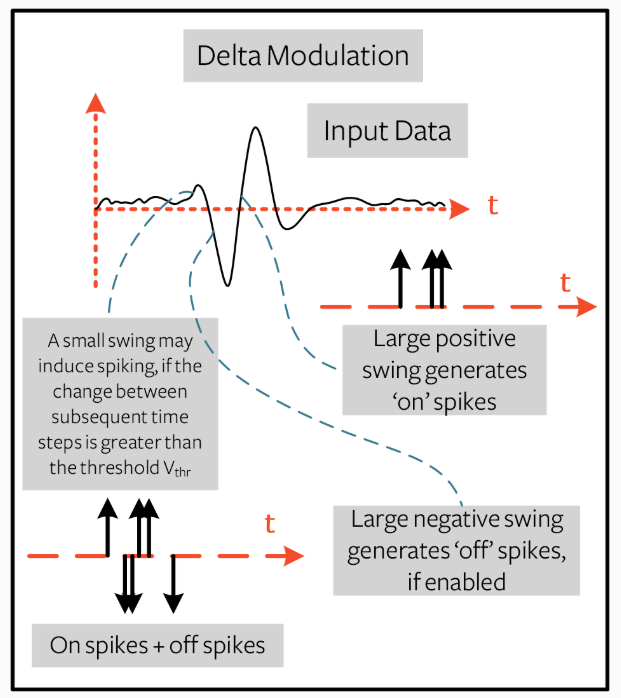 Delta Modulation
Input Data
t
t
A small swing may
induce spiking, if the
change between
subsequent time
steps is greater than
the threshold Vthr
Large positive
swing generates
‘on’ spikes
t
Large negative swing
generates ‘off’ spikes,
if enabled
On spikes + off spikes